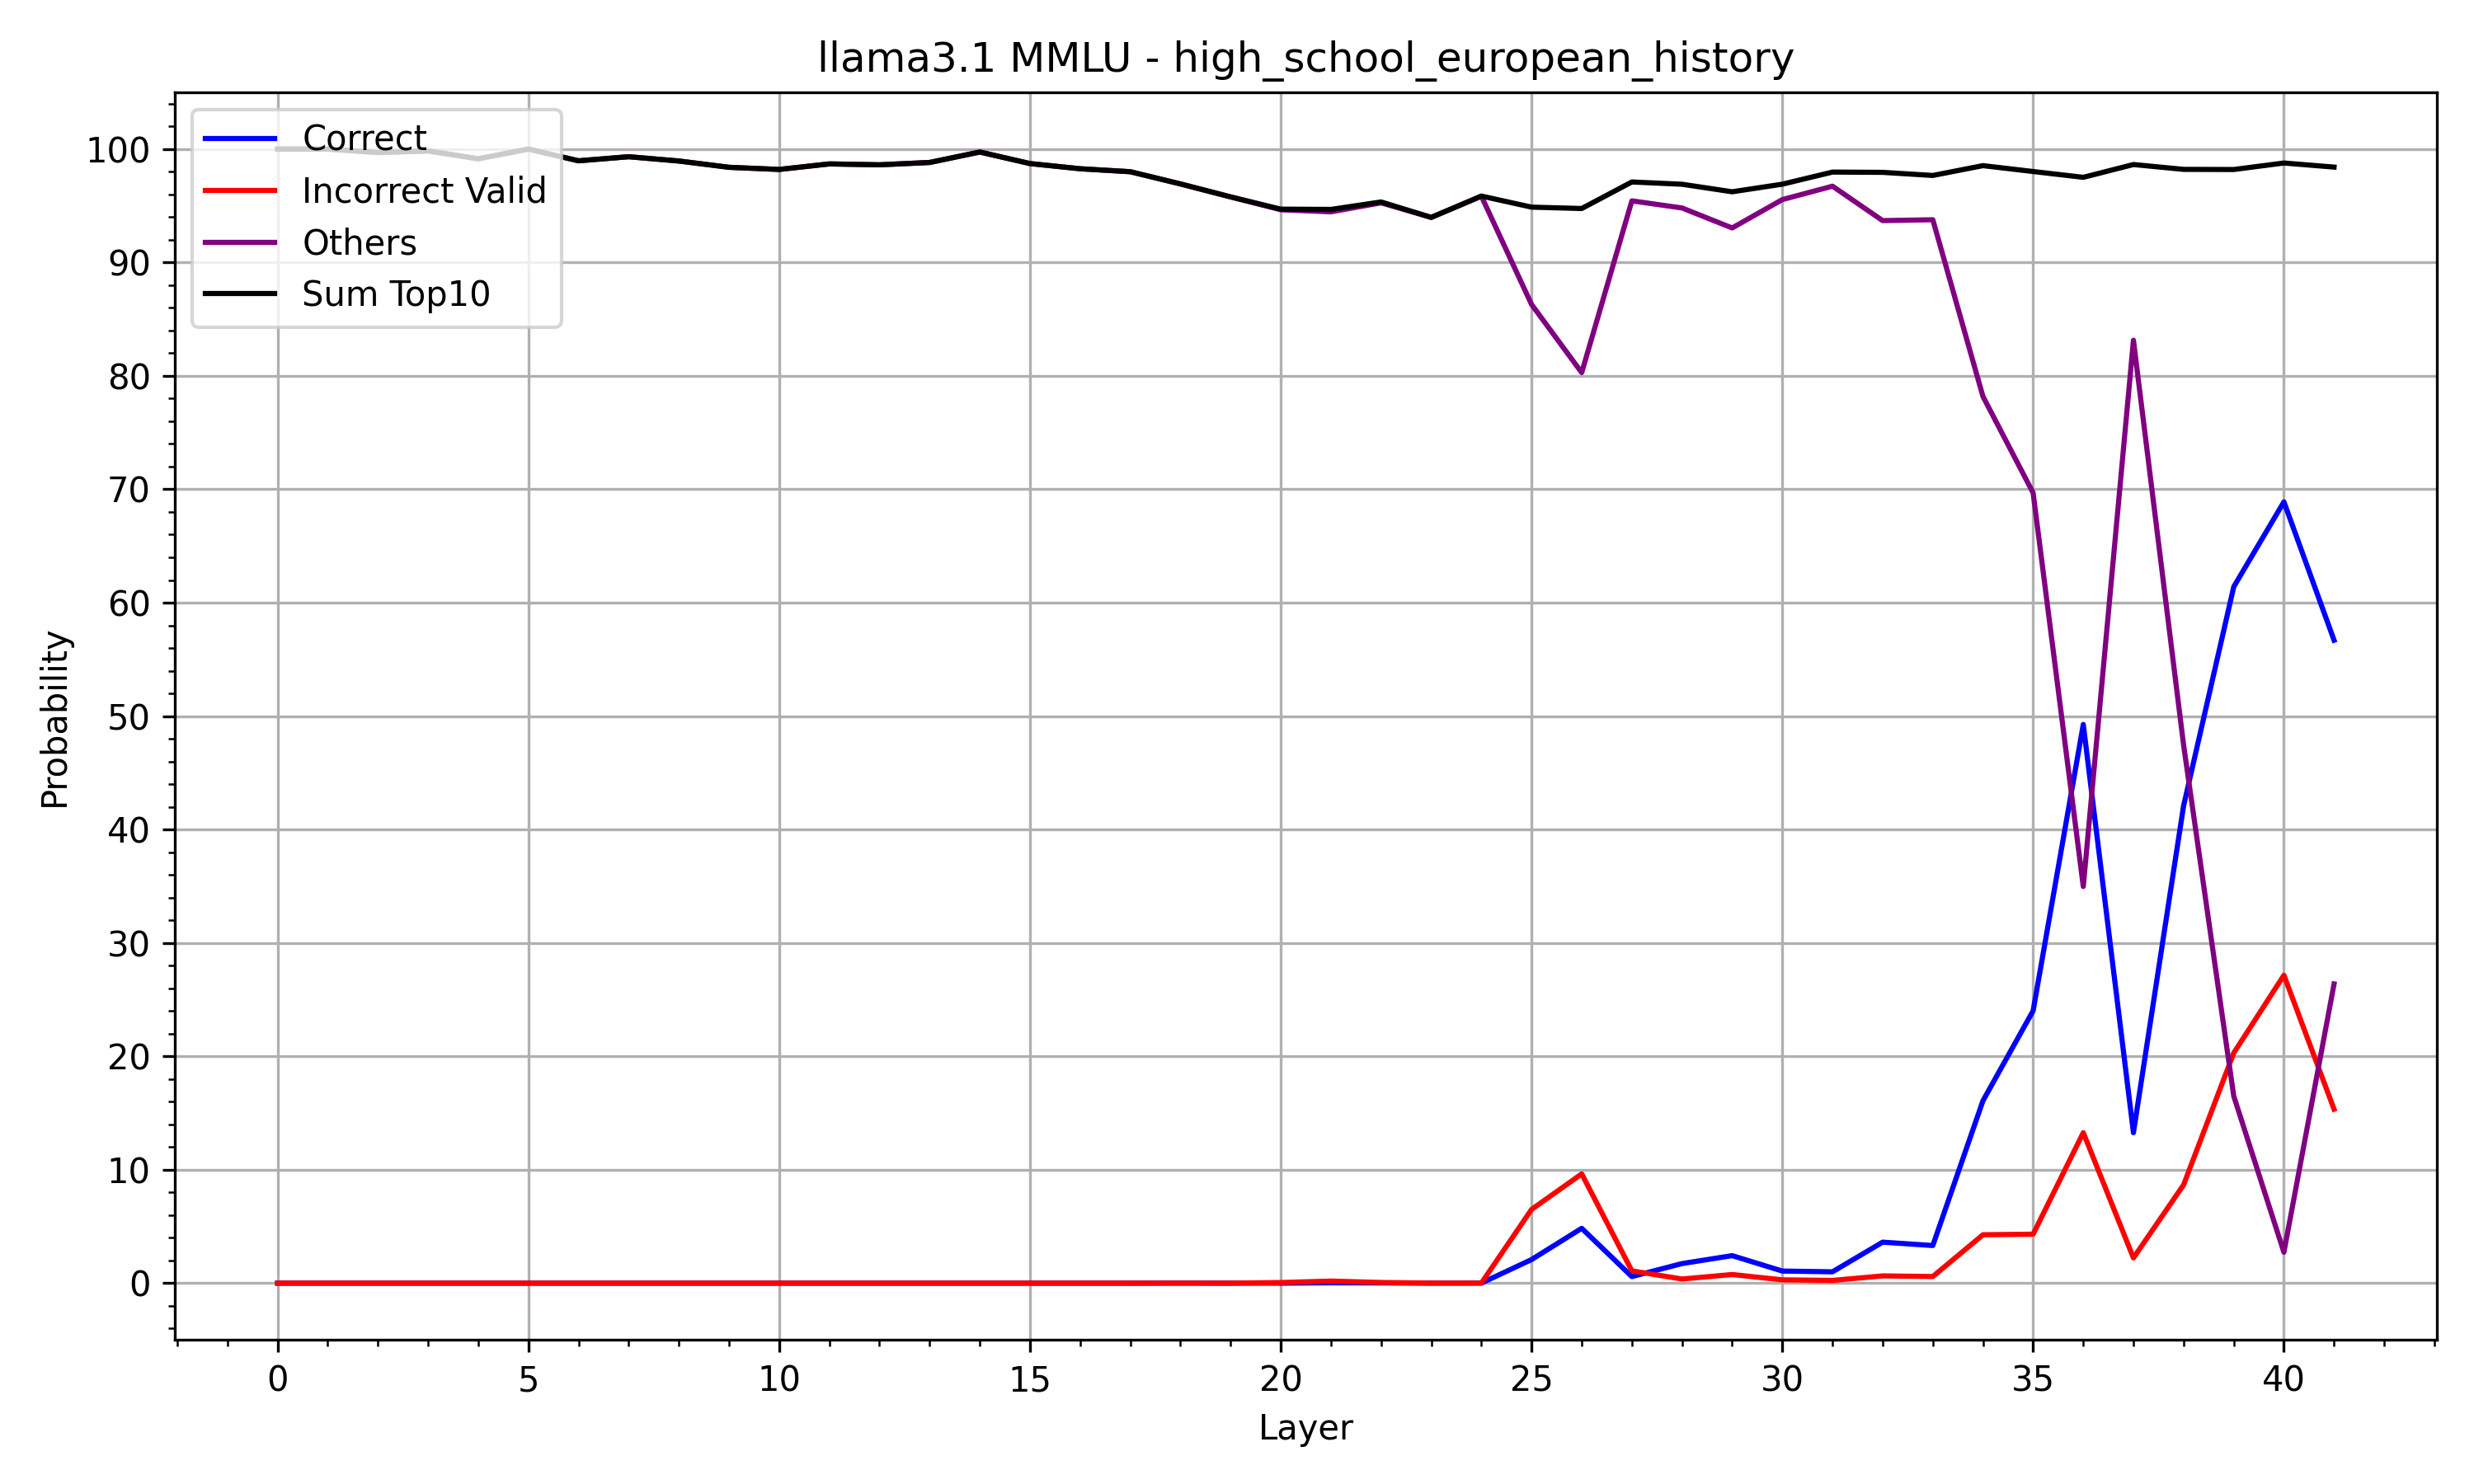 llama3.1 MMLU - high_school_european_history
Correct
Incorrect Valid
Others
Sum Top10
100
90
80
70
60
50
40
30
20
10
0
Probability
0 5 10 15 20 25 30 35 40
Layer